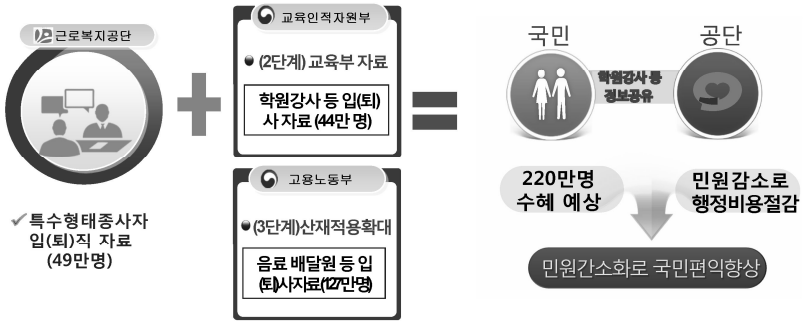 근로복지공단
✓특수형태종사자
입(퇴)직 자료
(49만명)
교육인적자원부
(2단계) 교육부 자료
학원강사 등 입(퇴)
사 자료 (44만 명)
고용노동부
(3단계)산재적용확대
음료 배달원 등 입
(퇴)사자료(127만명)
국민
공단
학원강사 등
정보공유
220만명
수혜 예상
민원감소로
행정비용절감
민원간소화로 국민편익향상